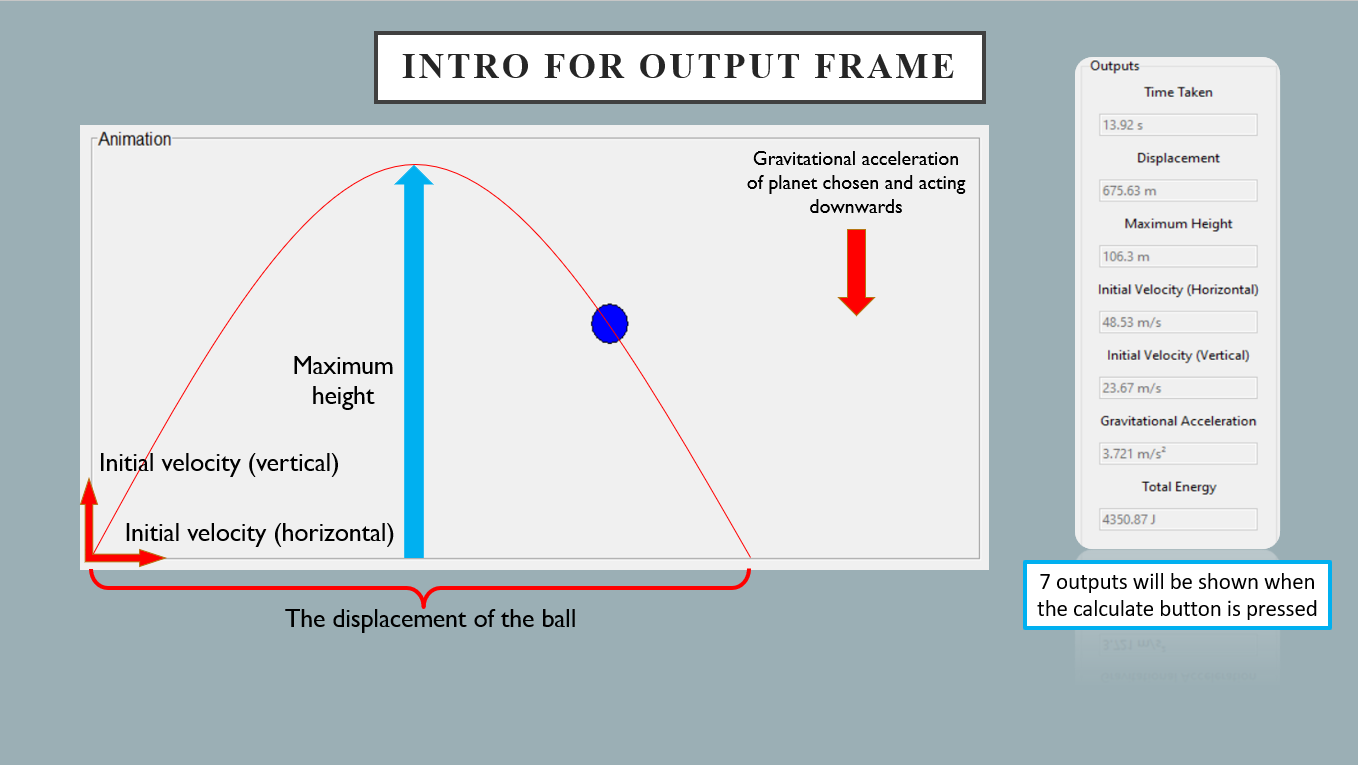 INTRO FOR OUTPUT FRAME
Animation
Gravitational acceleration
of planet chosen and acting
downwards
Maximum
height
Initial velocity (vertical)
Initial velocity (horizontal)
The displacement of the ball
Outputs
Time Taken
13.92 s
Displacement
675.63 m
Maximum Height
106.3 m
Initial Velocity (Horizontal)
48.53 m/s
Initial Velocity (Vertical)
23.67 m/s
Gravitational Acceleration
3.721 m/s²
Total Energy
4350.87 J
7 outputs will be shown when
the calculate button is pressed